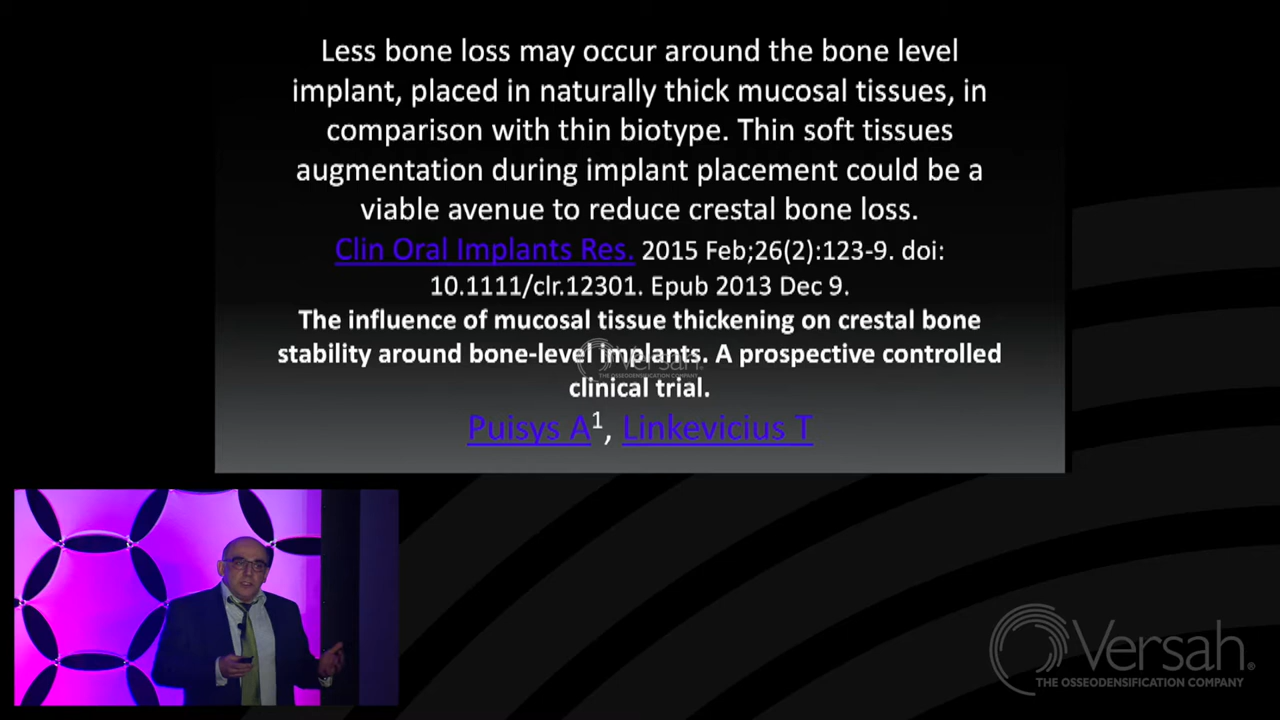 Less bone loss may occur around the bone level
implant, placed in naturally thick mucosal tissues, in
comparison with thin biotype. Thin soft tissues
augmentation during implant placement could be a
viable avenue to reduce crestal bone loss.
Clin Oral Implants Res. 2015 Feb;26(2):123-9. doi:
10.1111/clr.12301. Epub 2013 Dec 9.
The influence of mucosal tissue thickening on crestal bone
stability around bone-level implants. A prospective controlled
clinical trial.
Puisys A1, Linkevicius T
Versah®
THE OSSEODENSIFICATION COMPANY
Versah®
THE OSSEODENSIFICATION COMPANY